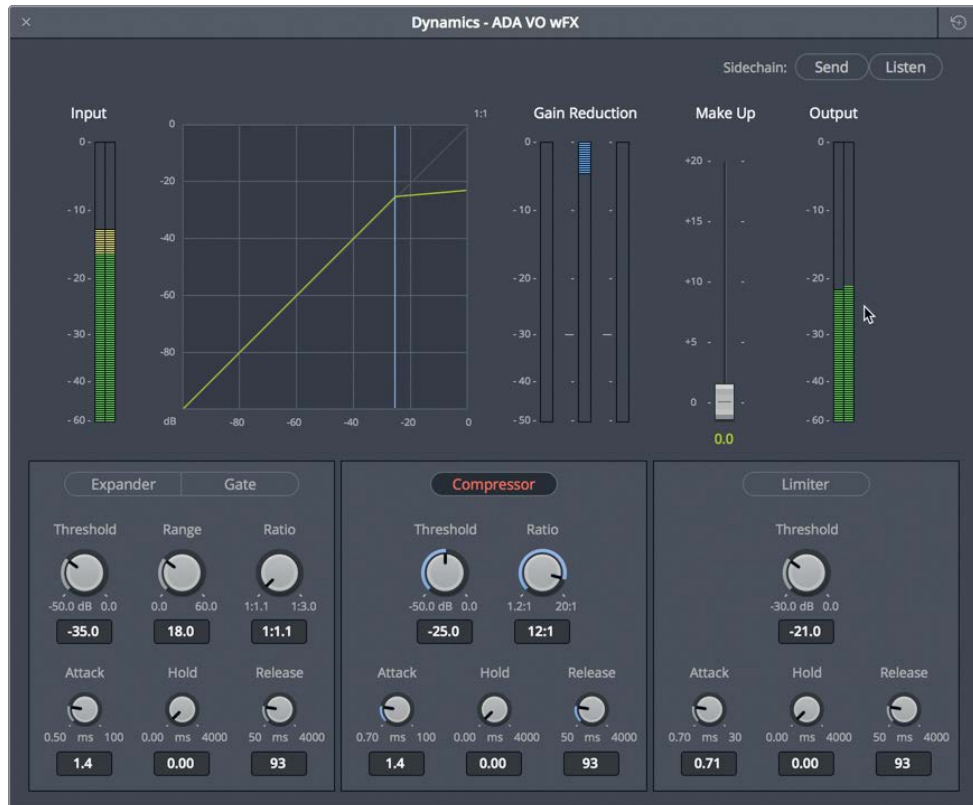 Dynamics - ADA VO wFX
Sidechain: Send Listen
Input 1:1 Gain Reduction Make Up Output
0 0 0 +20 0
-20 -10 -10 +15 -10
-40 -20 -20 +10 -20
-60 -30 -30 +5 -30
-80 -40 -40 0 -40
-60 dB -80 -60 -40 -20 0 -50 -60
0.0
Expander Gate Compressor Limiter
Threshold Range Ratio Threshold Ratio Threshold
-50.0 dB 0.0 0.0 60.0 1:1.1 1:3.0 -50.0 dB 0.0 1.2:1 20:1 -30.0 dB 0.0
-35.0 18.0 1:1.1 -25.0 12:1 -21.0
Attack Hold Release Attack Hold Release Attack Hold Release
0.50 ms 100 0.00 ms 4000 50 ms 4000 0.70 ms 100 0.00 ms 4000 50 ms 4000 0.70 ms 30 0.00 ms 4000 50 ms 4000
1.4 0.00 93 1.4 0.00 93 0.71 0.00 93